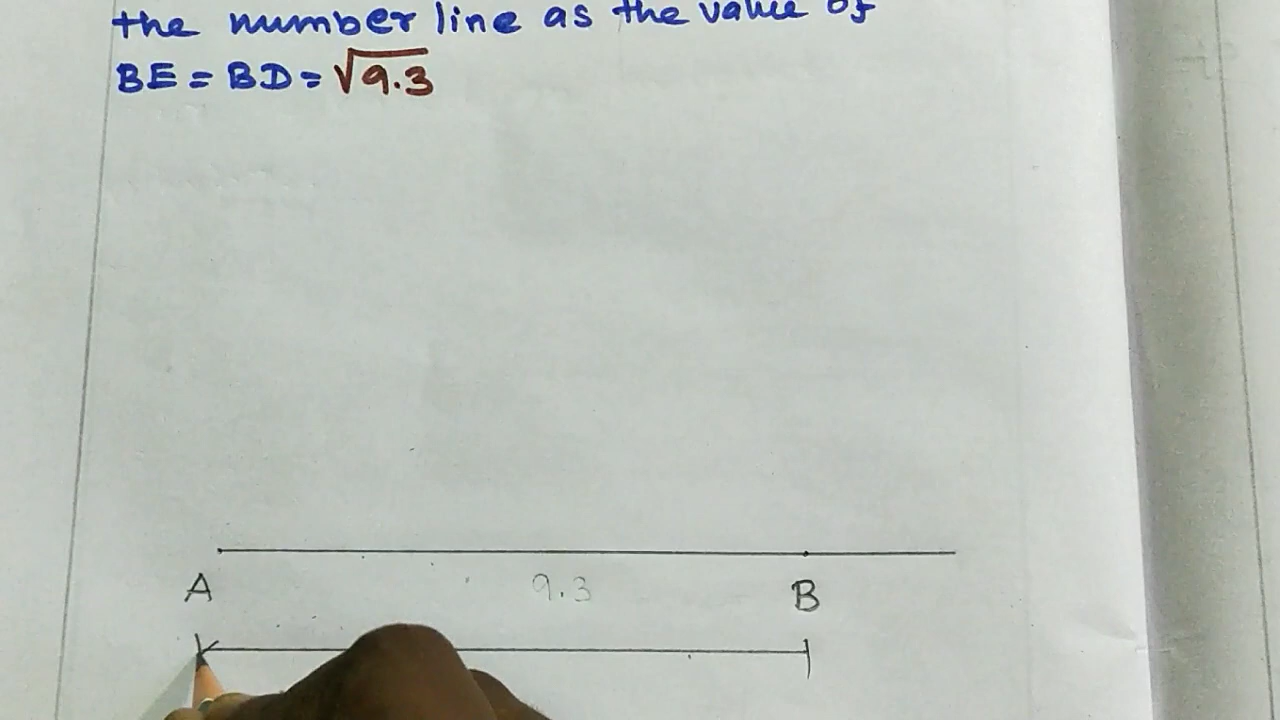 the number line as the value of
BE = BD = √9.3
A 9.3 B